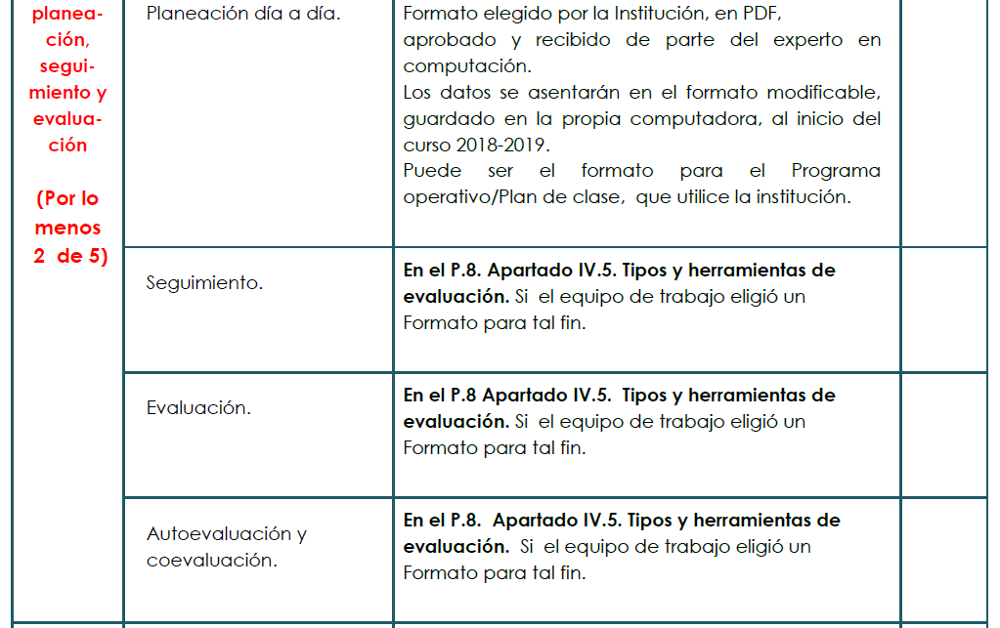 planea-
ción,
segui-
miento y
evalua-
ción
(Por lo
menos
2 de 5)
Planeación día a día.
Formato elegido por la Institución, en PDF,
aprobado y recibido de parte del experto en
computación.
Los datos se asentarán en el formato modificable,
guardado en la propia computadora, al inicio del
curso 2018-2019.
Puede ser el formato para el Programa
operativo/Plan de clase, que utilice la institución.
Seguimiento.
En el P.8. Apartado IV.5. Tipos y herramientas de
evaluación. Si el equipo de trabajo eligió un
Formato para tal fin.
Evaluación.
En el P.8 Apartado IV.5. Tipos y herramientas de
evaluación. Si el equipo de trabajo eligió un
Formato para tal fin.
Autoevaluación y
coevaluación.
En el P.8. Apartado IV.5. Tipos y herramientas de
evaluación. Si el equipo de trabajo eligió un
Formato para tal fin.